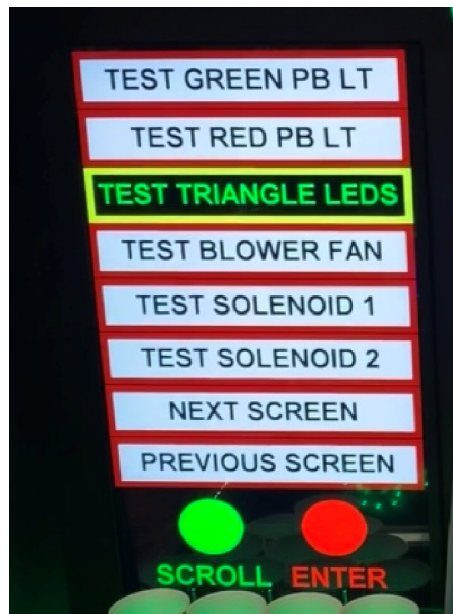 TEST GREEN PB LT
TEST RED PB LT
TEST TRIANGLE LEDS
TEST BLOWER FAN
TEST SOLENOID 1
TEST SOLENOID 2
NEXT SCREEN
PREVIOUS SCREEN
SCROLL ENTER